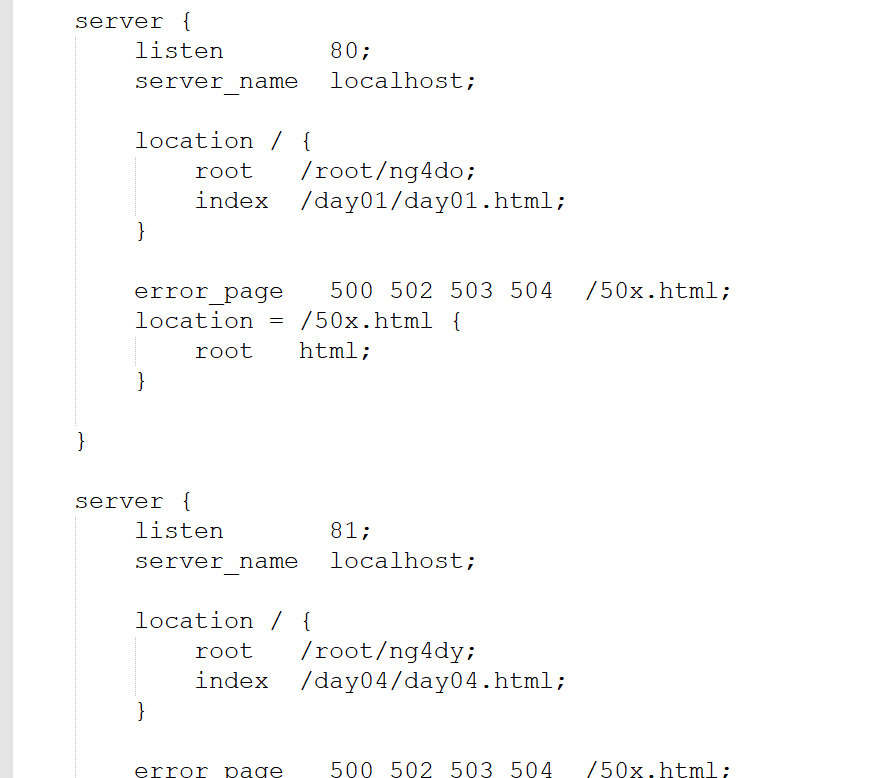 server {
    listen       80;
    server_name  localhost;
    location / {
        root   /root/ng4do;
        index  /day01/day01.html;
    }
    error_page   500 502 503 504  /50x.html;
    location = /50x.html {
        root   html;
    }
}
server {
    listen       81;
    server_name  localhost;
    location / {
        root   /root/ng4dy;
        index  /day04/day04.html;
    }
    error_page   500 502 503 504  /50x.html;